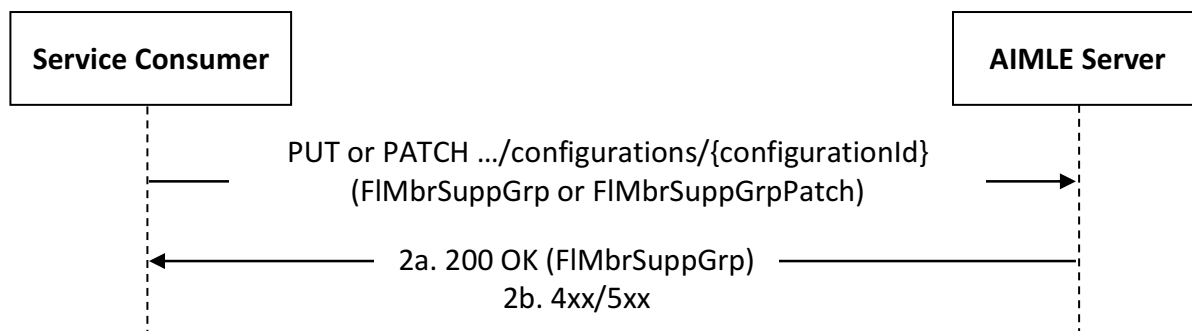 Service Consumer
AIMLE Server
PUT or PATCH …/configurations/{configurationId}
(FlMbrSuppGrp or FlMbrSuppGrpPatch)
2a. 200 OK (FlMbrSuppGrp)
2b. 4xx/5xx